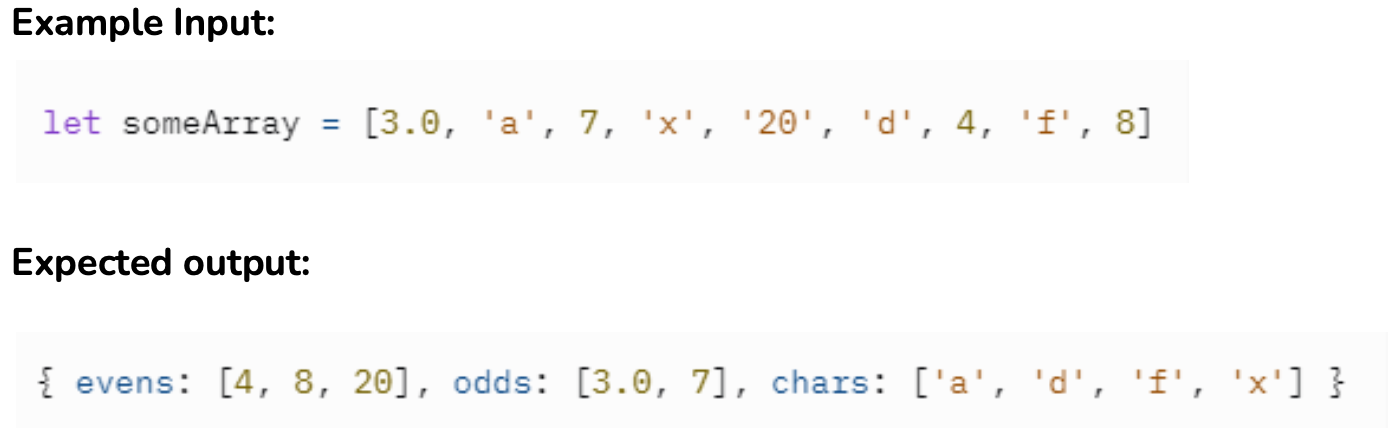 Example Input:
let someArray = [3.0, 'a', 7, 'x', '20', 'd', 4, 'f', 8]
Expected output:
{ evens: [4, 8, 20], odds: [3.0, 7], chars: ['a', 'd', 'f', 'x'] }